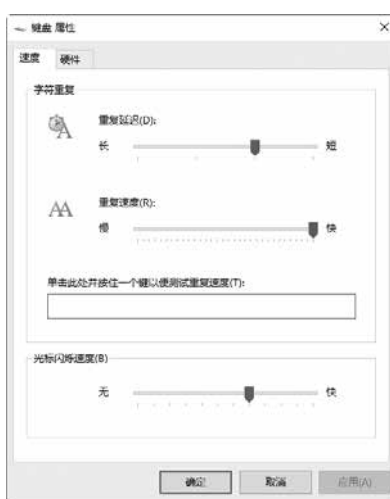 键盘 属性
速度 硬件
字符重复
重复延迟(D):
长 短
重复速度(R):
慢 快
单击此处并按住一个键以便测试重复速度(T):
光标闪烁速度(B)
无 快
确定 取消 应用(A)